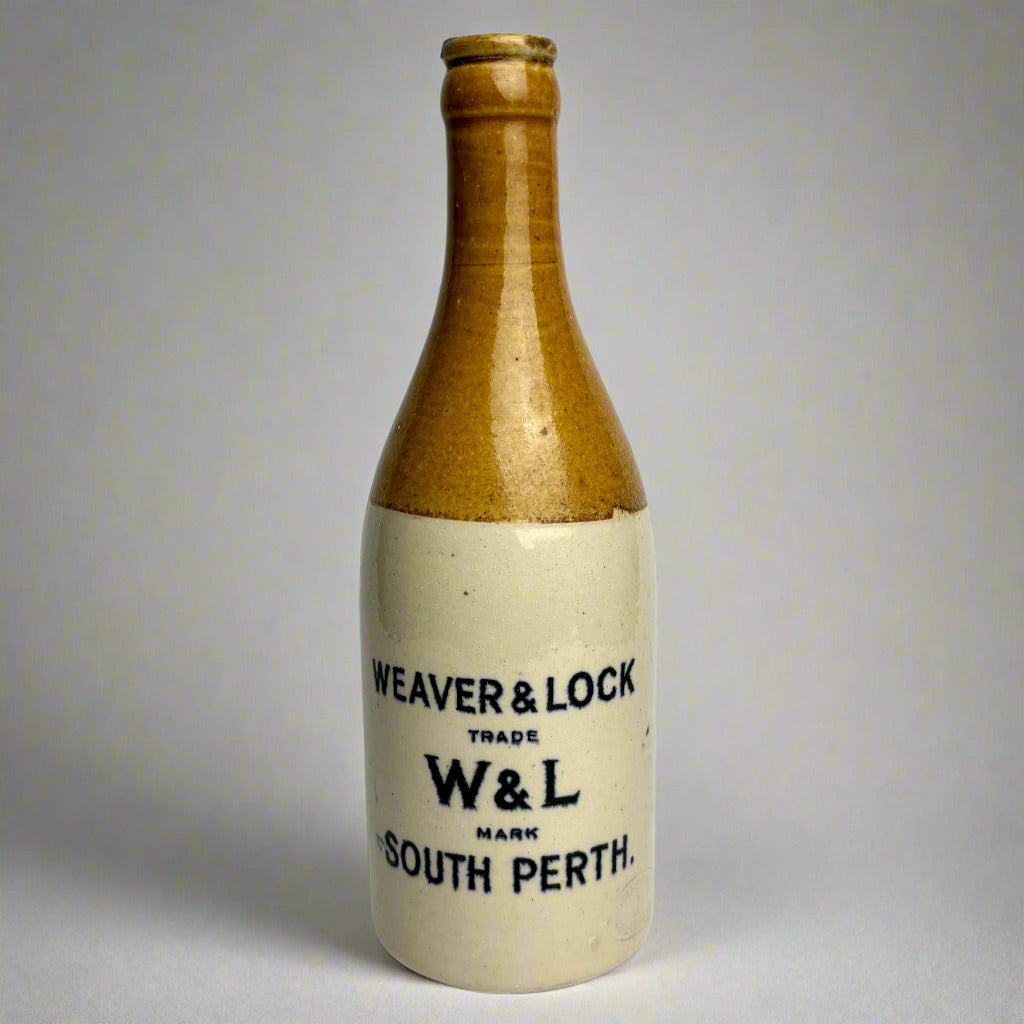 WEAVER & LOCK
TRADE
W & L
MARK
SOUTH PERTH.